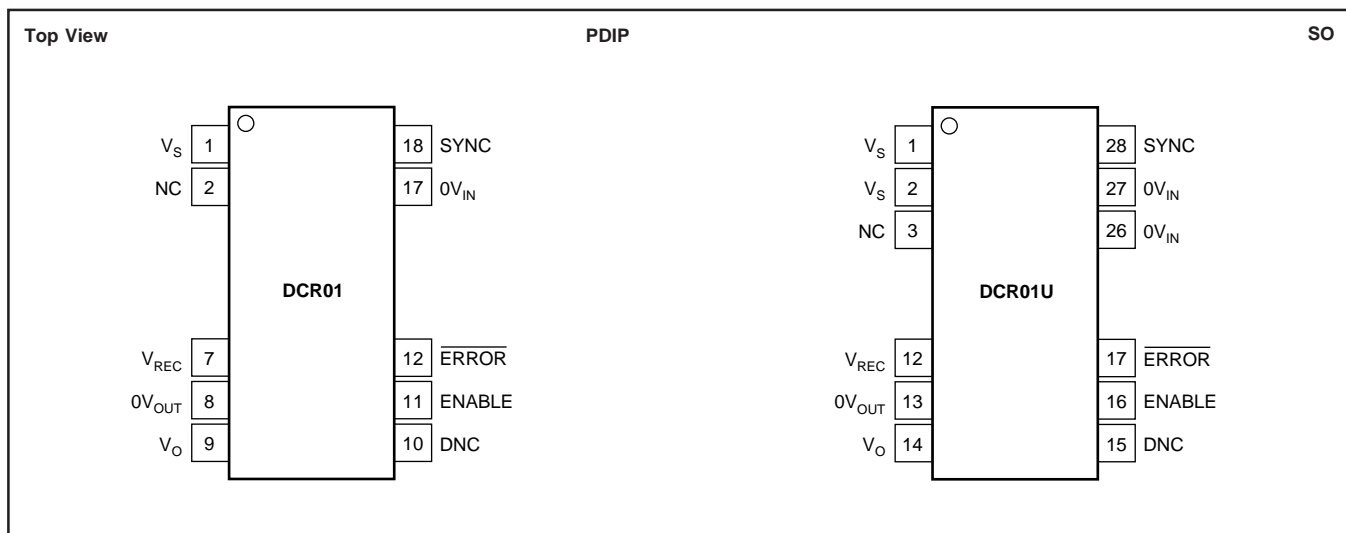 Top View PDIP SO
V_S 1 18 SYNC
NC 2 17 0V_IN
DCR01
V_REC 7 12 ERROR
0V_OUT 8 11 ENABLE
V_O 9 10 DNC
V_S 1 28 SYNC
V_S 2 27 0V_IN
NC 3 26 0V_IN
DCR01U
V_REC 12 17 ERROR
0V_OUT 13 16 ENABLE
V_O 14 15 DNC